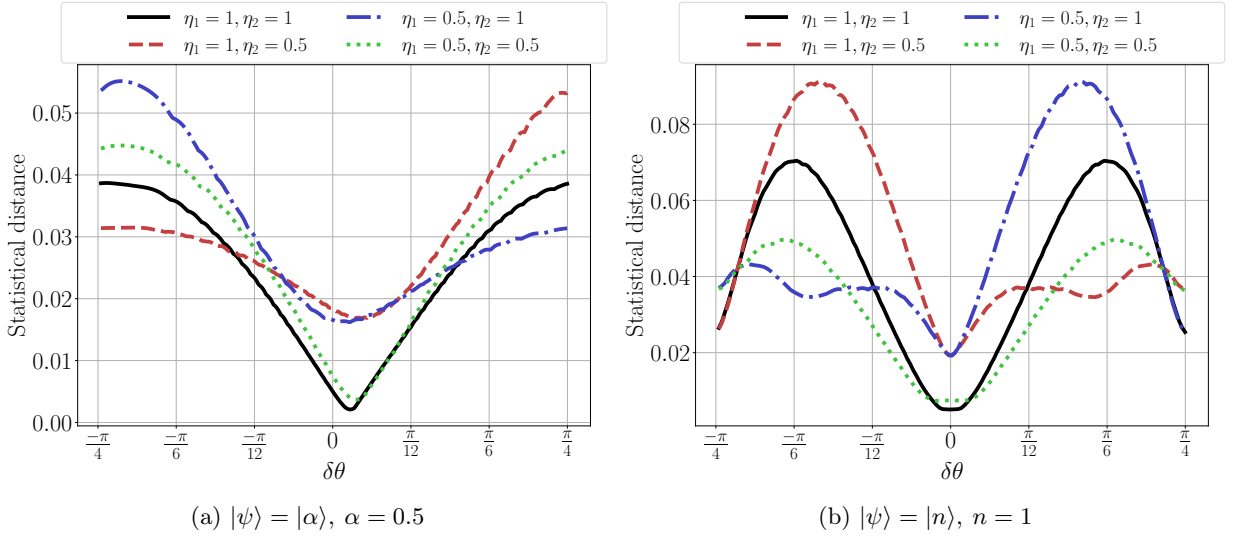 η₁ = 1, η₂ = 1
η₁ = 0.5, η₂ = 1
η₁ = 1, η₂ = 0.5
η₁ = 0.5, η₂ = 0.5
Statistical distance
0.05
0.04
0.03
0.02
0.01
0.00
−π/4 −π/6 −π/12 0 π/12 π/6 π/4
δθ
(a) |ψ⟩ = |α⟩, α = 0.5
η₁ = 1, η₂ = 1
η₁ = 0.5, η₂ = 1
η₁ = 1, η₂ = 0.5
η₁ = 0.5, η₂ = 0.5
Statistical distance
0.08
0.06
0.04
0.02
−π/4 −π/6 −π/12 0 π/12 π/6 π/4
δθ
(b) |ψ⟩ = |n⟩, n = 1